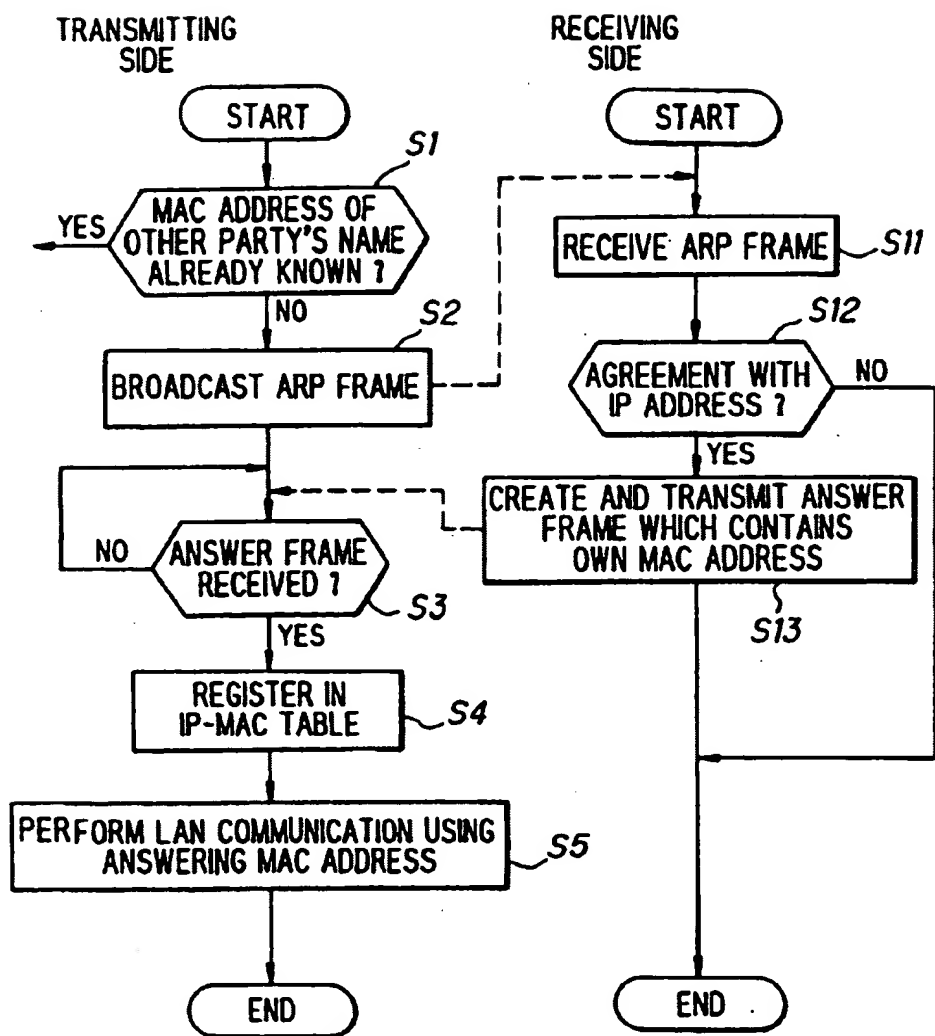 TRANSMITTING
SIDE
START
S1
MAC ADDRESS OF
OTHER PARTY'S NAME
ALREADY KNOWN ?
YES
NO
S2
BROADCAST ARP FRAME
NO
ANSWER FRAME
RECEIVED ?
S3
YES
REGISTER IN
IP-MAC TABLE
S4
PERFORM LAN COMMUNICATION USING
ANSWERING MAC ADDRESS
S5
END
RECEIVING
SIDE
START
RECEIVE ARP FRAME
S11
S12
AGREEMENT WITH
IP ADDRESS ?
NO
YES
CREATE AND TRANSMIT ANSWER
FRAME WHICH CONTAINS
OWN MAC ADDRESS
S13
END